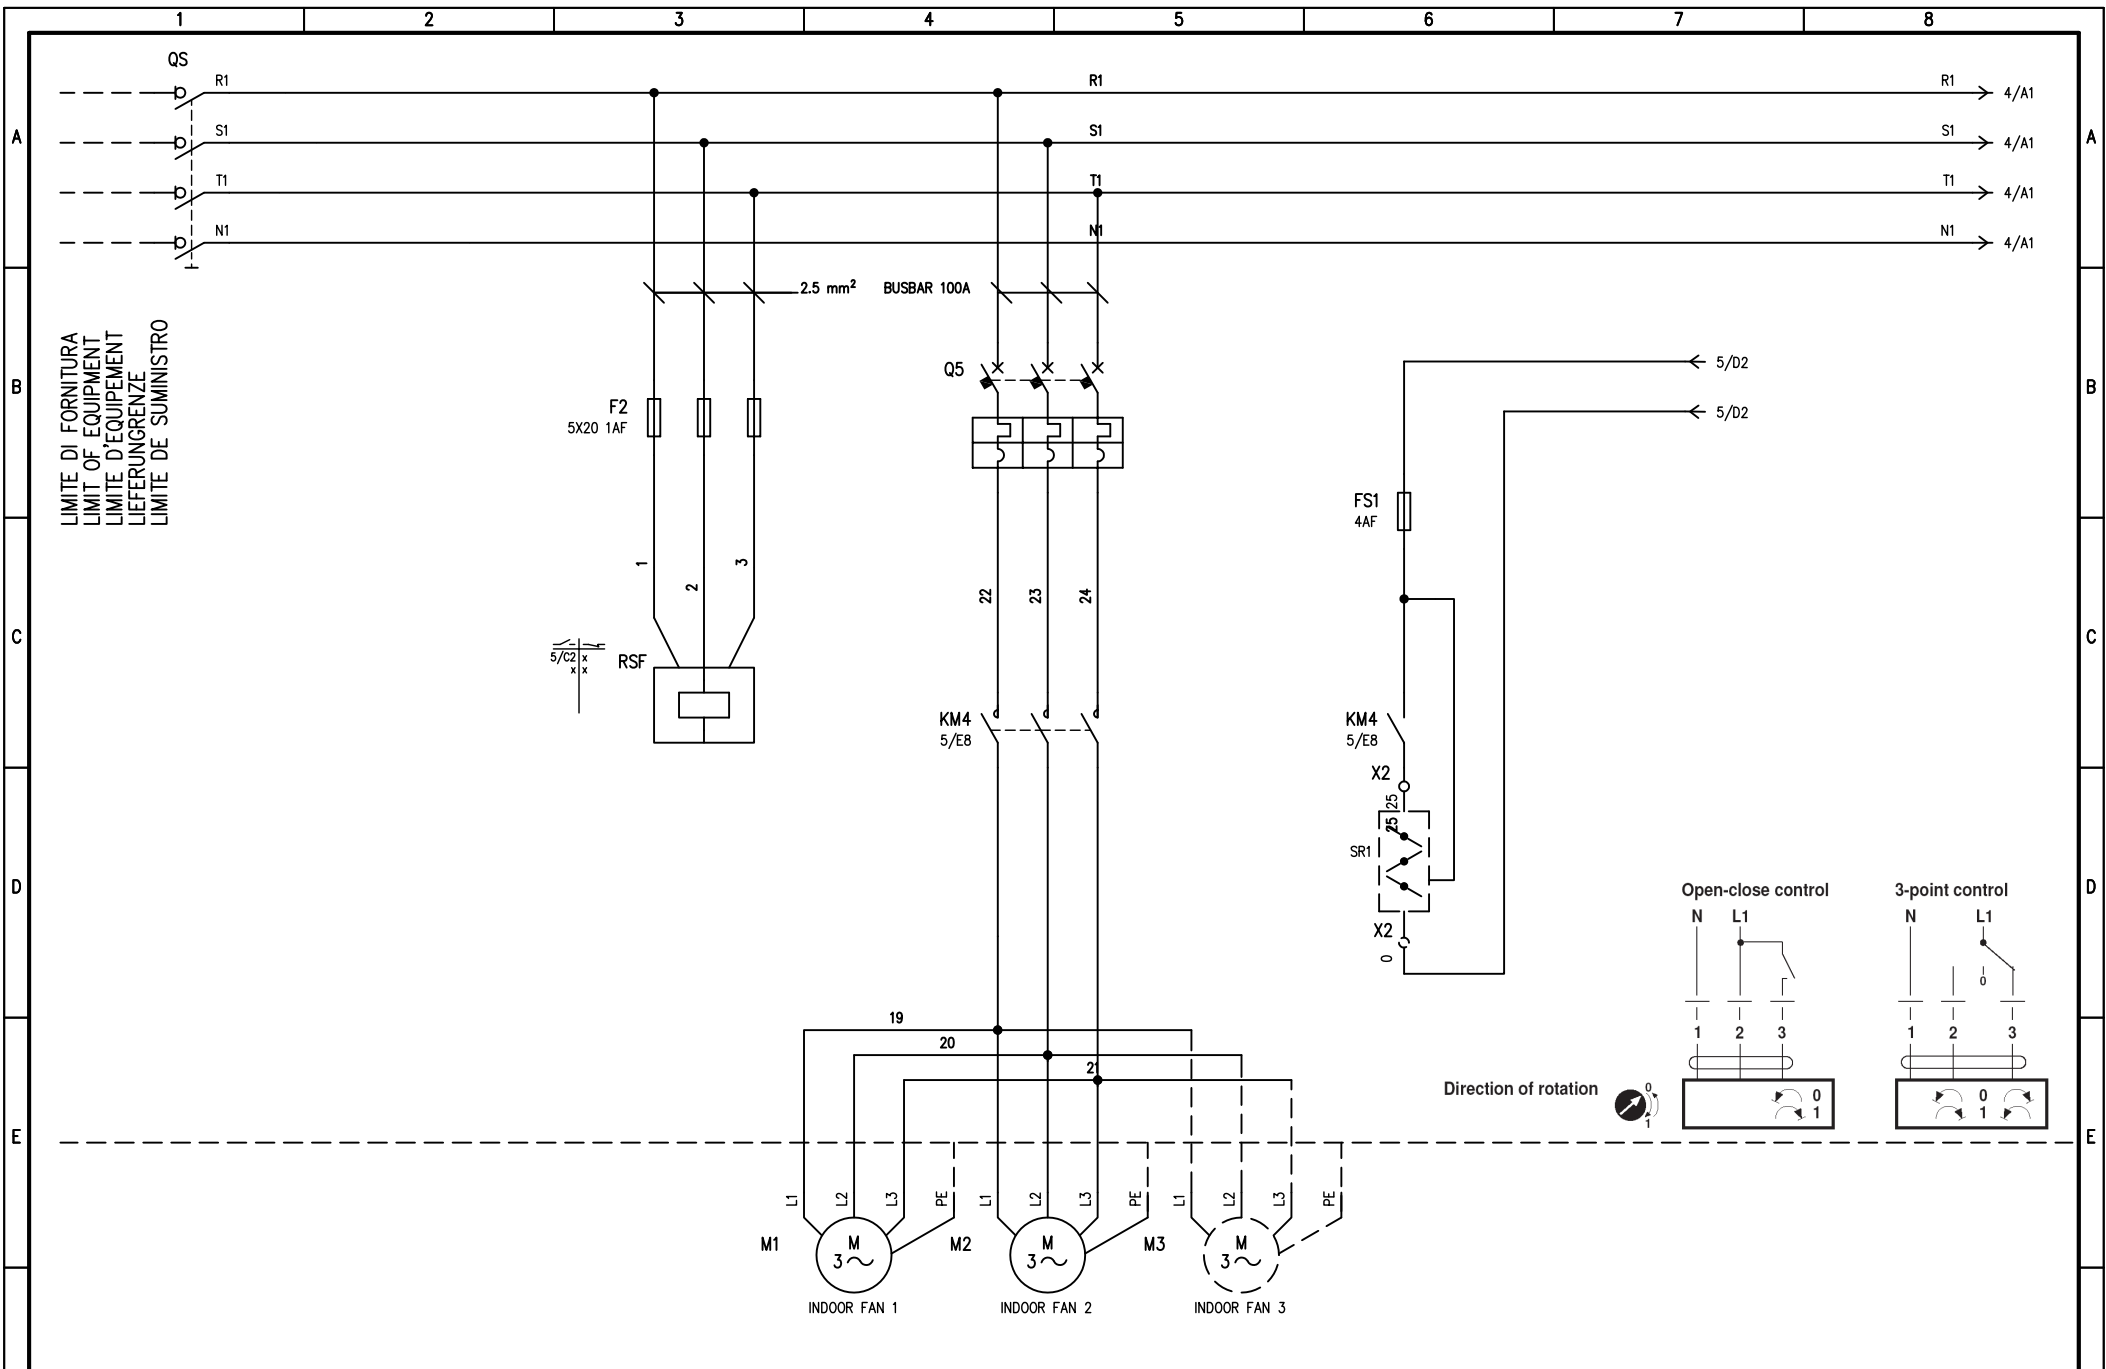 1 2 3 4 5 6 7 8
QS
R1 R1 R1 4/A1
A S1 S1 S1 4/A1 A
T1 T1 T1 4/A1
N1 N1 N1 4/A1
2.5 mm² BUSBAR 100A
LIMITE DI FORNITURA
LIMIT OF EQUIPMENT
LIMITE D'EQUIPEMENT
LIEFERUNGRENZE
LIMITE DE SUMINISTRO
B B
Q5
5/D2
5/D2
F2
5X20 1AF
FS1
4AF
1 2 3
22 23 24
C C
5/C2 x
x x
RSF
KM4
5/E8
KM4
5/E8
X2
25
25
SR1
X2
0
D D
Open-close control
N L1
1 2 3
0
1
3-point control
N L1
0
1 2 3
0
1
Direction of rotation
0
1
19
20
21
E E
L1 L2 L3 PE
L1 L2 L3 PE
L1 L2 L3 PE
M1 M 3
M2 M 3
M3 M 3
INDOOR FAN 1
INDOOR FAN 2
INDOOR FAN 3